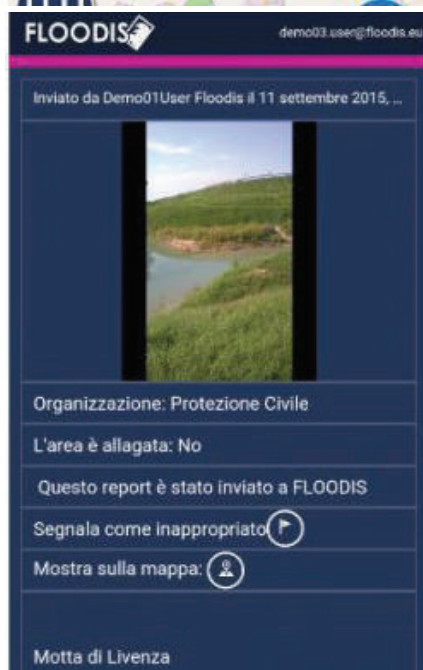 FLOODIS
demo03.user@floodis.eu
Inviato da Demo01User Floodis il 11 settembre 2015, ...
Organizzazione: Protezione Civile
L'area è allagata: No
Questo report è stato inviato a FLOODIS
Segnala come inappropriato
Mostra sulla mappa:
Motta di Livenza